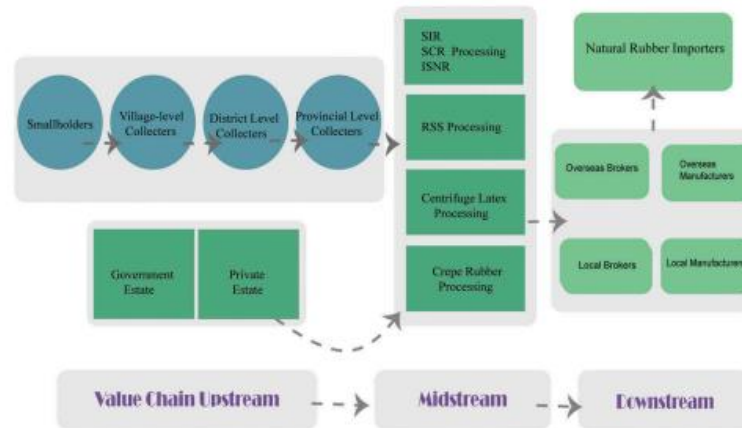 SIR
SCR Processing
ISNR
Natural Rubber Importers
Smallholders
Village-level
Collecters
District Level
Collecters
Provincial Level
Collecters
RSS Processing
Overseas Brokers
Overseas
Manufacturers
Centrifuge Latex
Processing
Government
Estate
Private
Estate
Crepe Rubber
Processing
Local Brokers
Local Manufacturers
Value Chain Upstream
Midstream
Downstream